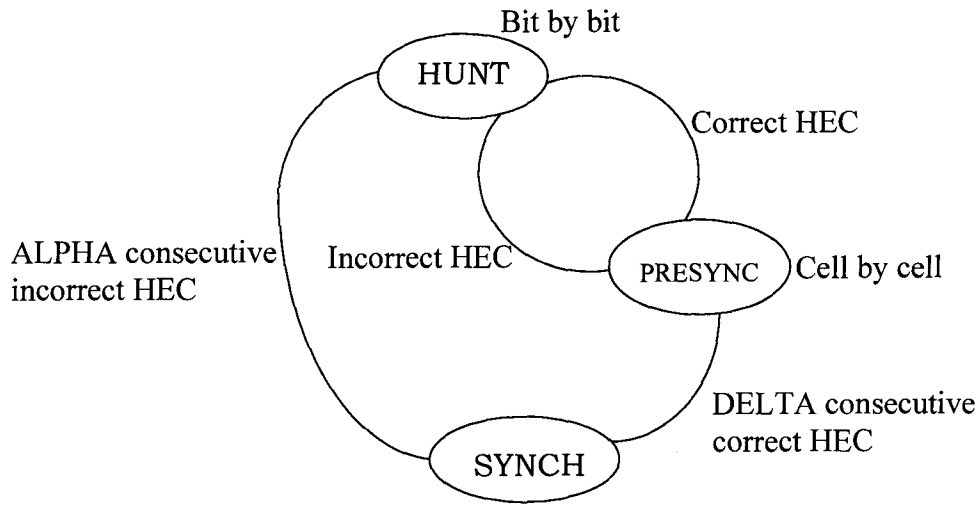 Bit by bit
HUNT
Correct HEC
ALPHA consecutive
incorrect HEC
Incorrect HEC
PRESYNC
Cell by cell
DELTA consecutive
correct HEC
SYNCH